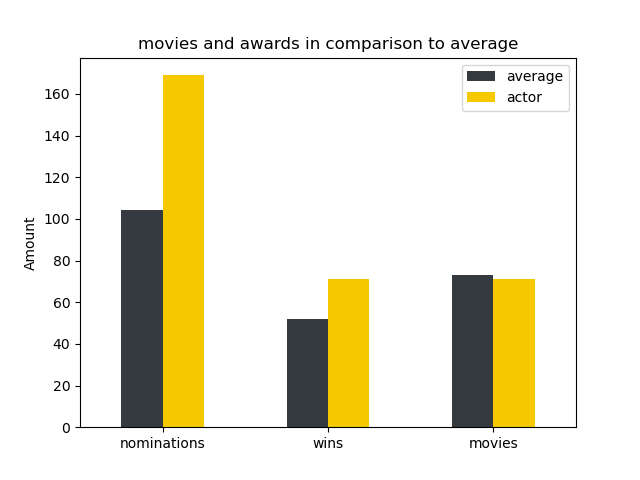 movies and awards in comparison to average
average
actor
Amount
160
140
120
100
80
60
40
20
0
nominations
wins
movies